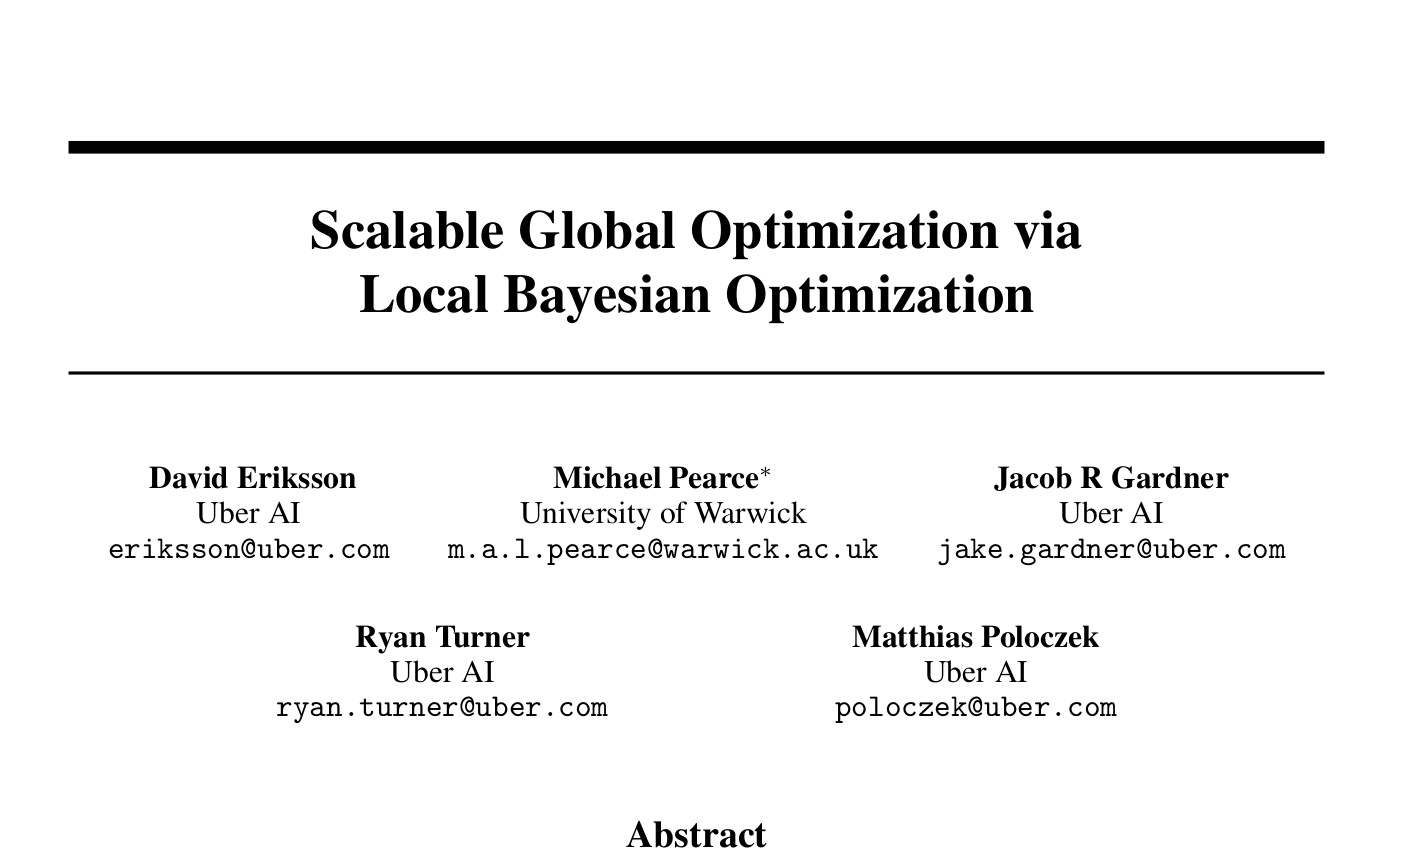 Scalable Global Optimization via
Local Bayesian Optimization
David Eriksson
Uber AI
eriksson@uber.com
Michael Pearce*
University of Warwick
m.a.l.pearce@warwick.ac.uk
Jacob R Gardner
Uber AI
jake.gardner@uber.com
Ryan Turner
Uber AI
ryan.turner@uber.com
Matthias Poloczek
Uber AI
poloczek@uber.com
Abstract